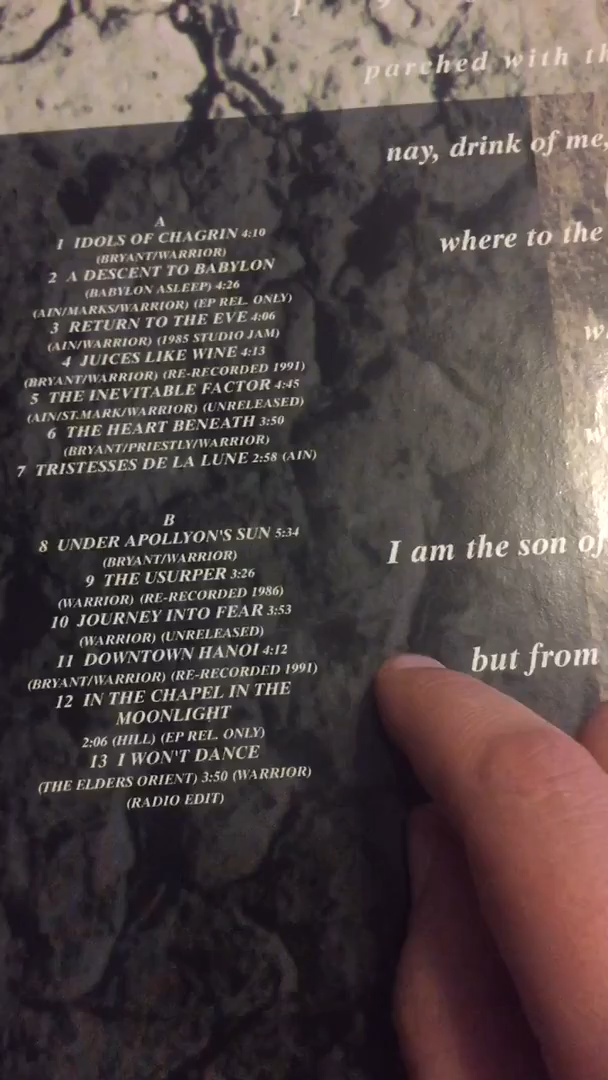 parched with th
nay, drink of me,
where to the
A
1 IDOLS OF CHAGRIN 4:10
(BRYANT/WARRIOR)
2 A DESCENT TO BABYLON
(BABYLON ASLEEP) 4:26
(AIN/MARKS/WARRIOR) (EP REL. ONLY)
3 RETURN TO THE EVE 4:06
(AIN/WARRIOR) (1985 STUDIO JAM)
4 JUICES LIKE WINE 4:13
(BRYANT/WARRIOR) (RE-RECORDED 1991)
5 THE INEVITABLE FACTOR 4:45
(AIN/ST.MARK/WARRIOR) (UNRELEASED)
6 THE HEART BENEATH 3:50
(BRYANT/PRIESTLY/WARRIOR)
7 TRISTESSES DE LA LUNE 2:58 (AIN)
B
8 UNDER APOLLYON'S SUN 5:34
(BRYANT/WARRIOR)
9 THE USURPER 3:26
(WARRIOR) (RE-RECORDED 1986)
10 JOURNEY INTO FEAR 3:53
(WARRIOR) (UNRELEASED)
11 DOWNTOWN HANOI 4:12
(BRYANT/WARRIOR) (RE-RECORDED 1991)
12 IN THE CHAPEL IN THE
MOONLIGHT
2:06 (HILL) (EP REL. ONLY)
13 I WON'T DANCE
(THE ELDERS ORIENT) 3:50 (WARRIOR)
(RADIO EDIT)
I am the son of
but from